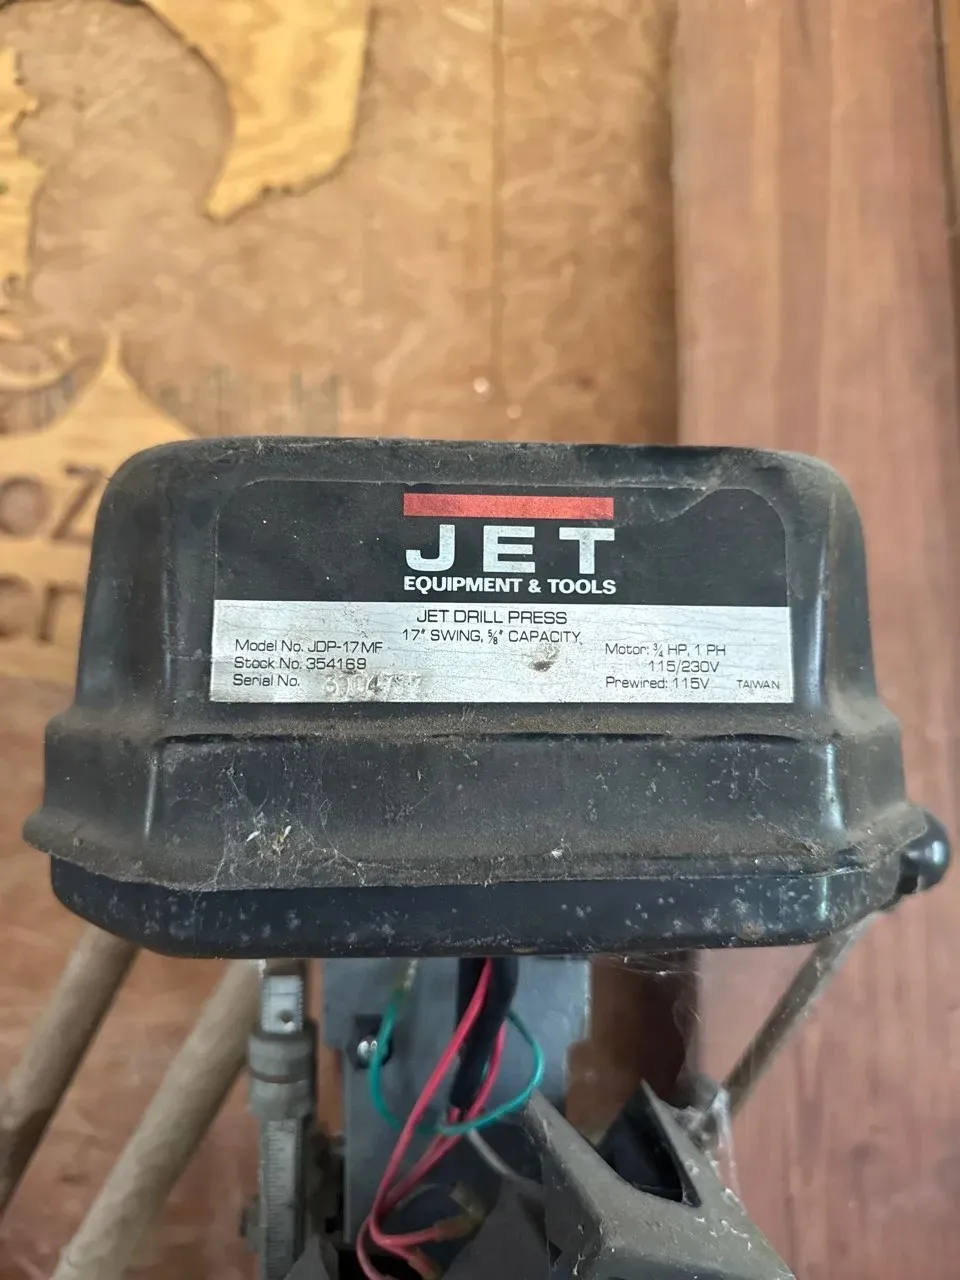 JET
EQUIPMENT & TOOLS
JET DRILL PRESS
17" SWING, 5/8" CAPACITY
Model No. JDP-17MF
Stock No. 354169
Serial No.
Motor: 3/4 HP, 1 PH
115/230V
Prewired: 115V TAIWAN